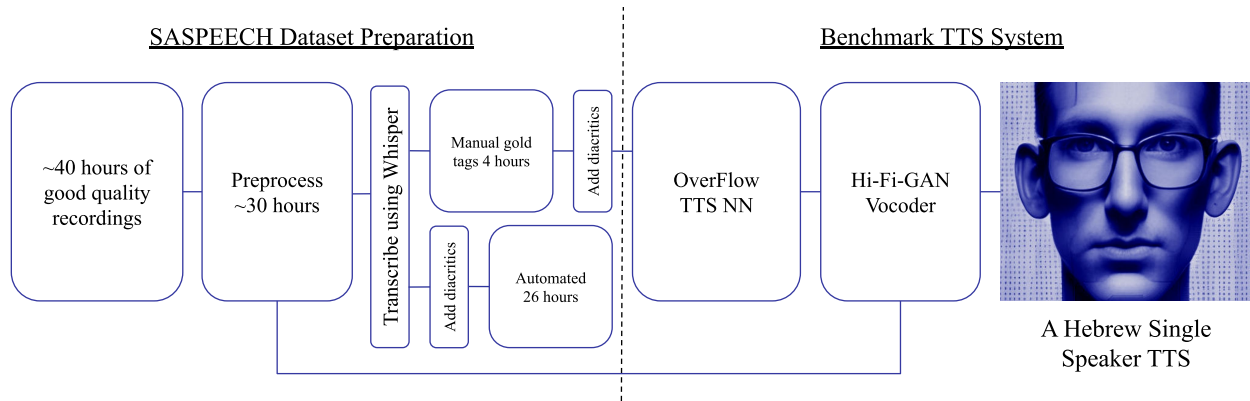 SASPEECH Dataset Preparation
Benchmark TTS System
~40 hours of
good quality
recordings
Preprocess
~30 hours
Transcribe using Whisper
Manual gold
tags 4 hours
Add diacritics
Add diacritics
Automated
26 hours
OverFlow
TTS NN
Hi-Fi-GAN
Vocoder
A Hebrew Single
Speaker TTS